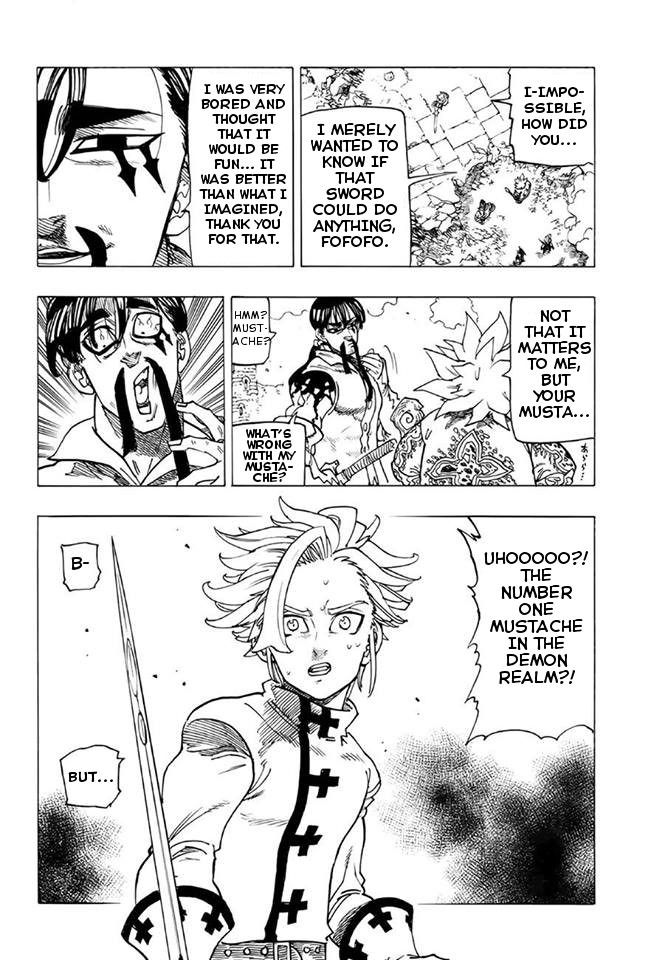 I-IMPO-
SSIBLE,
HOW DID
YOU...
I MERELY
WANTED TO
KNOW IF
THAT
SWORD
COULD DO
ANYTHING,
FOFOFO.
I WAS VERY
BORED AND
THOUGHT
THAT IT
WOULD BE
FUN... IT
WAS BETTER
THAN WHAT I
IMAGINED,
THANK YOU
FOR THAT.
NOT
THAT IT
MATTERS
TO ME,
BUT
YOUR
MUSTA...
HMM?
MUST-
ACHE?
WHAT'S
WRONG
WITH MY
MUSTA-
CHE?
UHOOOOO?!
THE
NUMBER
ONE
MUSTACHE
IN THE
DEMON
REALM?!
B-
BUT...